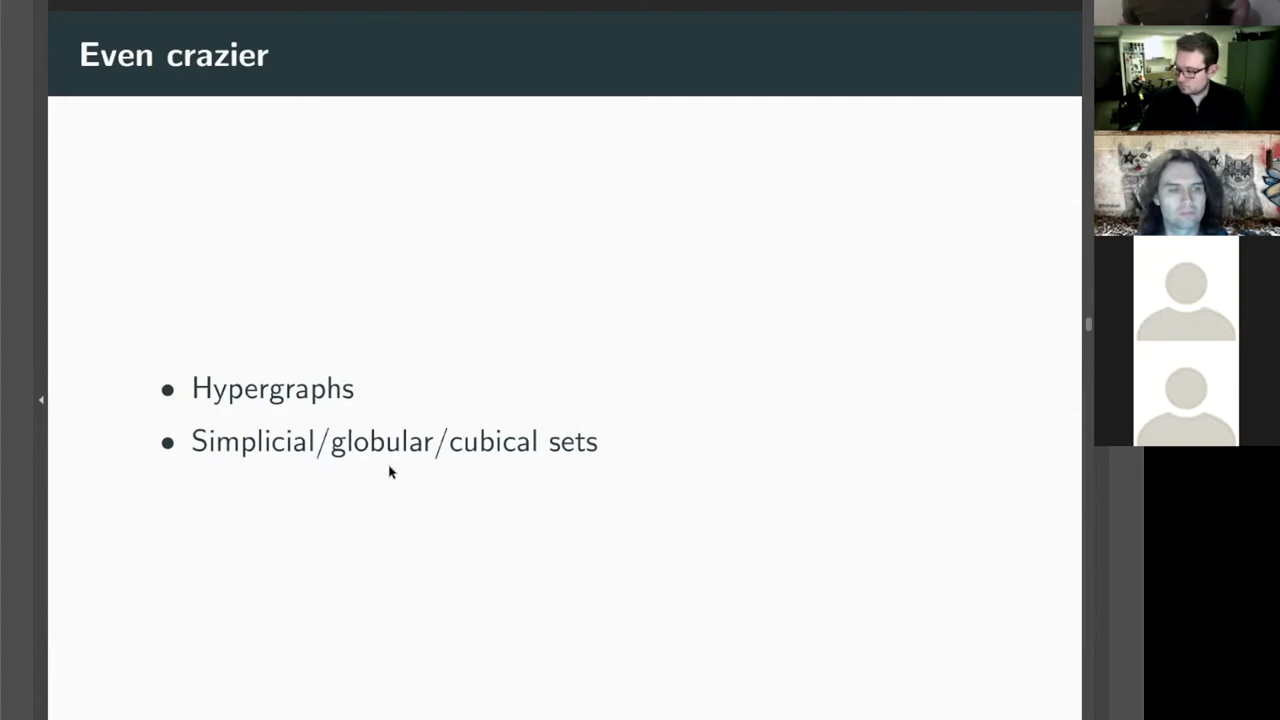 Even crazier
• Hypergraphs
• Simplicial/globular/cubical sets